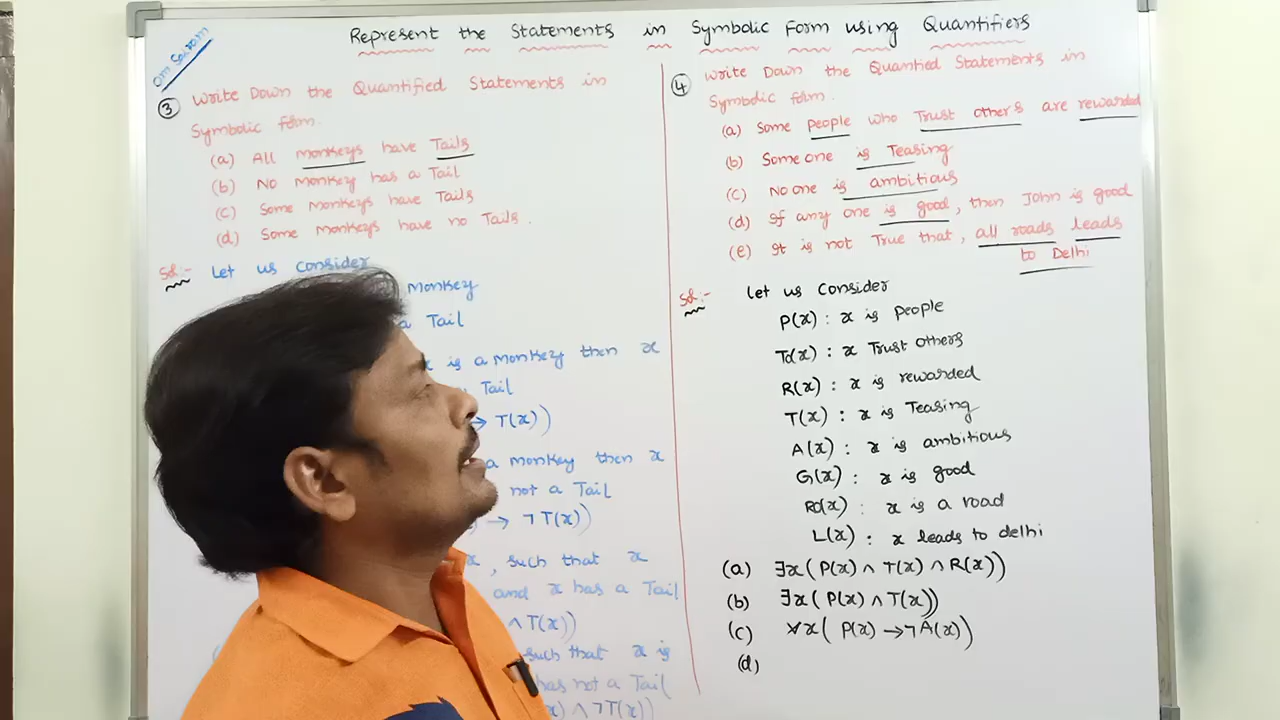 Represent the Statements in Symbolic Form using Quantifiers
③ Write Down the Quantified Statements in
Symbolic form.
(a) All monkeys have Tails
(b) No monkey has a Tail
(c) Some monkeys have Tails
(d) Some monkeys have no Tails.
Sol:- Let us consider
monkey
a Tail
x is a monkey then x
Tail
→ T(x))
a monkey then x
not a Tail
→ ¬T(x))
x, such that x
and x has a Tail
∧ T(x))
such that x is
has not a Tail
∧ ¬T(x))
④ Write Down the Quantied Statements in
Symbolic form.
(a) Some people who Trust others are rewarded
(b) Some one is Teasing
(c) No one is ambitious
(d) If any one is good, then John is good
(e) It is not True that, all roads leads
to Delhi
Sol:- Let us Consider
P(x) : x is people
To(x) : x Trust others
R(x) : x is rewarded
T(x) : x is Teasing
A(x) : x is ambitious
G(x) : x is good
Ro(x) : x is a road
L(x) : x leads to delhi
(a) ∃x(P(x) ∧ T(x) ∧ R(x))
(b) ∃x(P(x) ∧ T(x))
(c) ∀x(P(x) → ¬A(x))
(d)